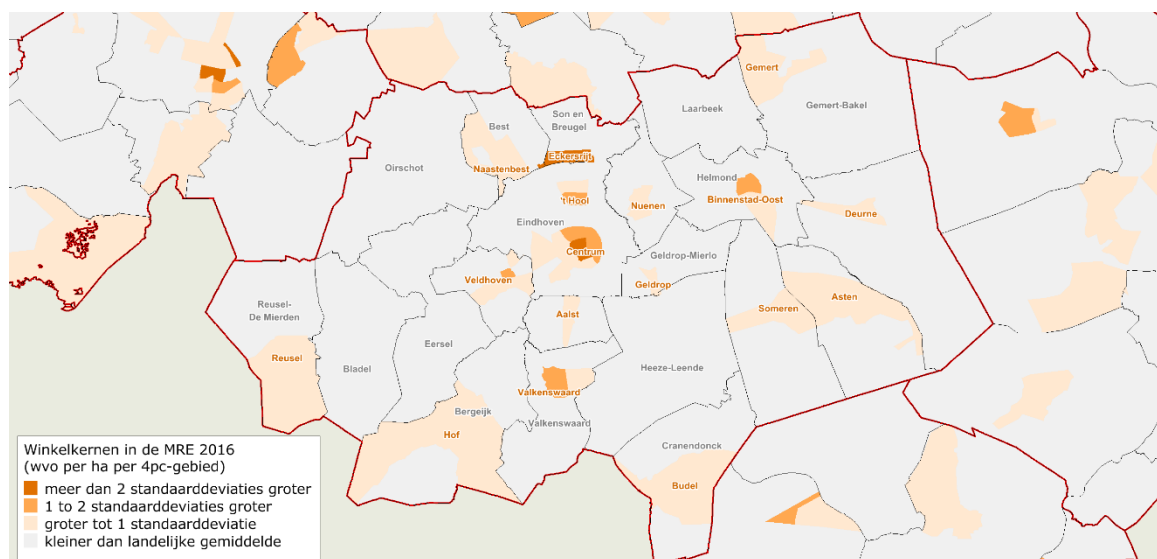 Gemert
Gemert-Bakel
Laarbeek
Son en
Breugel
Best
Eckersrijt
Oirschot
Naastenbest
Helmond
Binnenstad-Oost
't Hool
Nuenen
Deurne
Eindhoven
Centrum
Geldrop-Mierlo
Veldhoven
Geldrop
Asten
Reusel-
De Mierden
Someren
Aalst
Eersel
Reusel
Bladel
Heeze-Leende
Valkenswaard
Bergeijk
Valkenswaard
Hof
Cranendonck
Budel
Winkelkernen in de MRE 2016
(wvo per ha per 4pc-gebied)
meer dan 2 standaarddeviaties groter
1 to 2 standaarddeviaties groter
groter tot 1 standaarddeviatie
kleiner dan landelijke gemiddelde